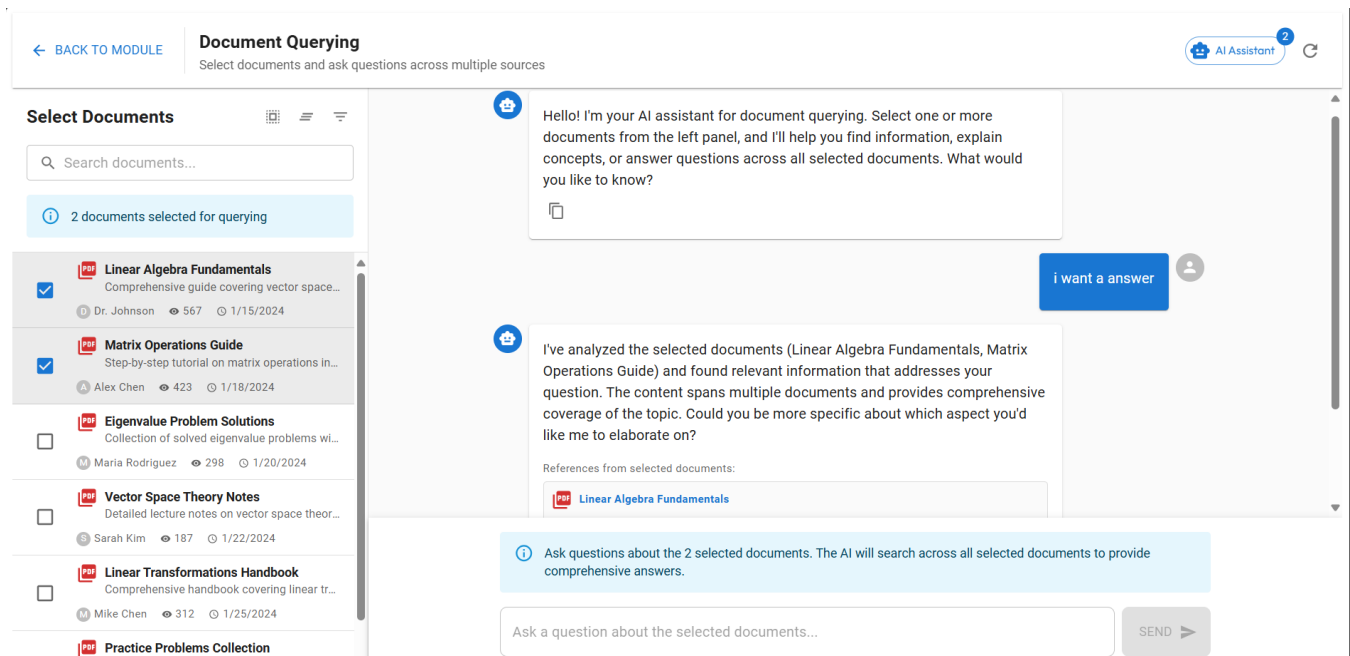 BACK TO MODULE
Document Querying
Select documents and ask questions across multiple sources
AI Assistant
2
Select Documents
Search documents...
2 documents selected for querying
PDF
Linear Algebra Fundamentals
Comprehensive guide covering vector space...
D Dr. Johnson 567 1/15/2024
PDF
Matrix Operations Guide
Step-by-step tutorial on matrix operations in...
A Alex Chen 423 1/18/2024
PDF
Eigenvalue Problem Solutions
Collection of solved eigenvalue problems wi...
M Maria Rodriguez 298 1/20/2024
PDF
Vector Space Theory Notes
Detailed lecture notes on vector space theor...
S Sarah Kim 187 1/22/2024
PDF
Linear Transformations Handbook
Comprehensive handbook covering linear tr...
M Mike Chen 312 1/25/2024
PDF
Practice Problems Collection
Hello! I'm your AI assistant for document querying. Select one or more
documents from the left panel, and I'll help you find information, explain
concepts, or answer questions across all selected documents. What would
you like to know?
i want a answer
I've analyzed the selected documents (Linear Algebra Fundamentals, Matrix
Operations Guide) and found relevant information that addresses your
question. The content spans multiple documents and provides comprehensive
coverage of the topic. Could you be more specific about which aspect you'd
like me to elaborate on?
References from selected documents:
PDF
Linear Algebra Fundamentals
Ask questions about the 2 selected documents. The AI will search across all selected documents to provide
comprehensive answers.
Ask a question about the selected documents...
SEND